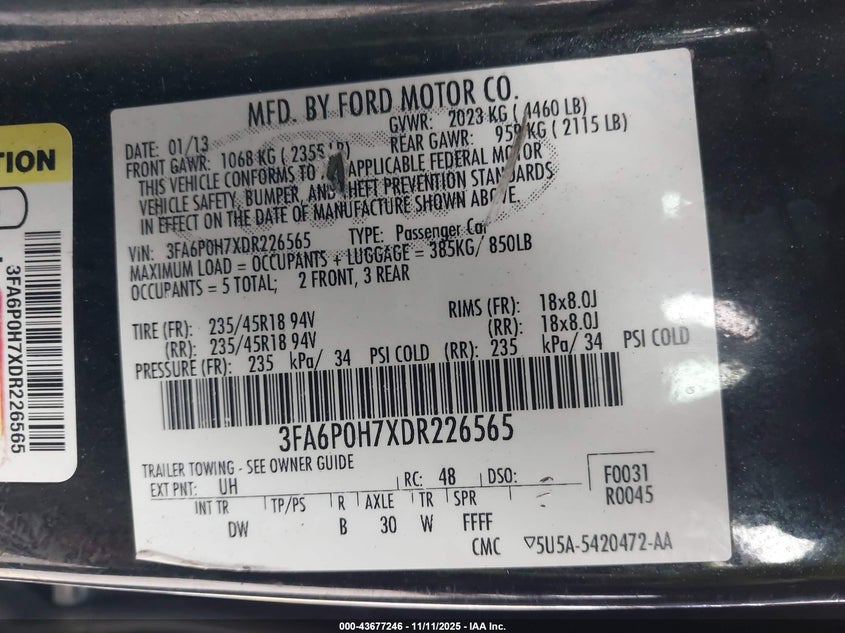 TION
3FA6P0H7XDR226565
MFD. BY FORD MOTOR CO.
DATE: 01/13 GVWR: 2023 KG ( 4460 LB)
FRONT GAWR: 1068 KG ( 2355 LB) REAR GAWR: 959 KG ( 2115 LB)
THIS VEHICLE CONFORMS TO APPLICABLE FEDERAL MOTOR
VEHICLE SAFETY, BUMPER, AND THEFT PREVENTION STANDARDS
IN EFFECT ON THE DATE OF MANUFACTURE SHOWN ABOVE.
VIN: 3FA6P0H7XDR226565 TYPE: Passenger Car
MAXIMUM LOAD = OCCUPANTS + LUGGAGE = 385KG/ 850LB
OCCUPANTS = 5 TOTAL; 2 FRONT, 3 REAR
TIRE (FR): 235/45R18 94V RIMS (FR): 18x8.0J
(RR): 235/45R18 94V (RR): 18x8.0J
PRESSURE (FR): 235 kPa/ 34 PSI COLD (RR): 235 kPa/ 34 PSI COLD
3FA6P0H7XDR226565
TRAILER TOWING - SEE OWNER GUIDE
EXT PNT: UH RC: 48 DSO: F0031
R0045
INT TR TP/PS R AXLE TR SPR
DW B 30 W FFFF
CMC ▽5U5A-5420472-AA
000-43677246 - 11/11/2025 - IAA Inc.